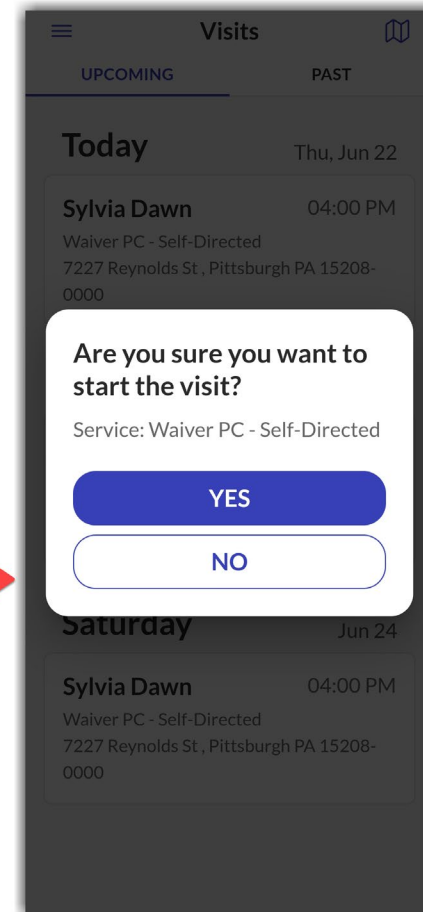 Visits
UPCOMING PAST
Today Thu, Jun 22
Sylvia Dawn 04:00 PM
Waiver PC - Self-Directed
7227 Reynolds St , Pittsburgh PA 15208-
0000
Are you sure you want to
start the visit?
Service: Waiver PC - Self-Directed
YES
NO
Saturday Jun 24
Sylvia Dawn 04:00 PM
Waiver PC - Self-Directed
7227 Reynolds St , Pittsburgh PA 15208-
0000